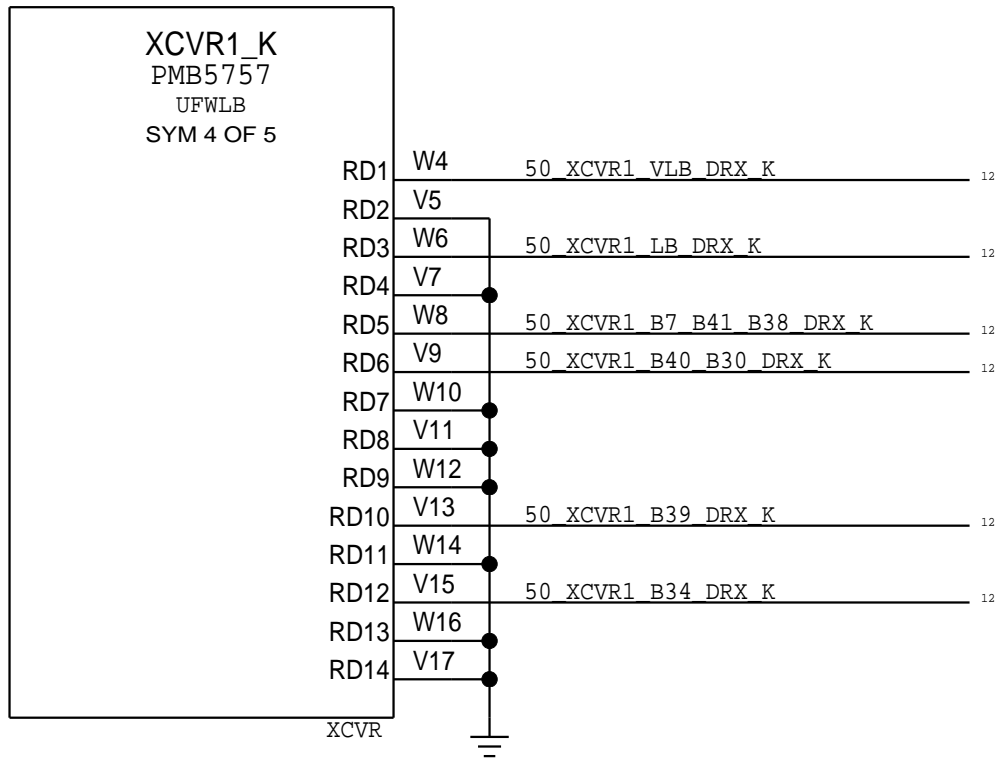 XCVR1_K
PMB5757
UFWLB
SYM 4 OF 5
RD1 W4 50_XCVR1_VLB_DRX_K 12
RD2 V5
RD3 W6 50_XCVR1_LB_DRX_K 12
RD4 V7
RD5 W8 50_XCVR1_B7_B41_B38_DRX_K 12
RD6 V9 50_XCVR1_B40_B30_DRX_K 12
RD7 W10
RD8 V11
RD9 W12
RD10 V13 50_XCVR1_B39_DRX_K 12
RD11 W14
RD12 V15 50_XCVR1_B34_DRX_K 12
RD13 W16
RD14 V17
XCVR